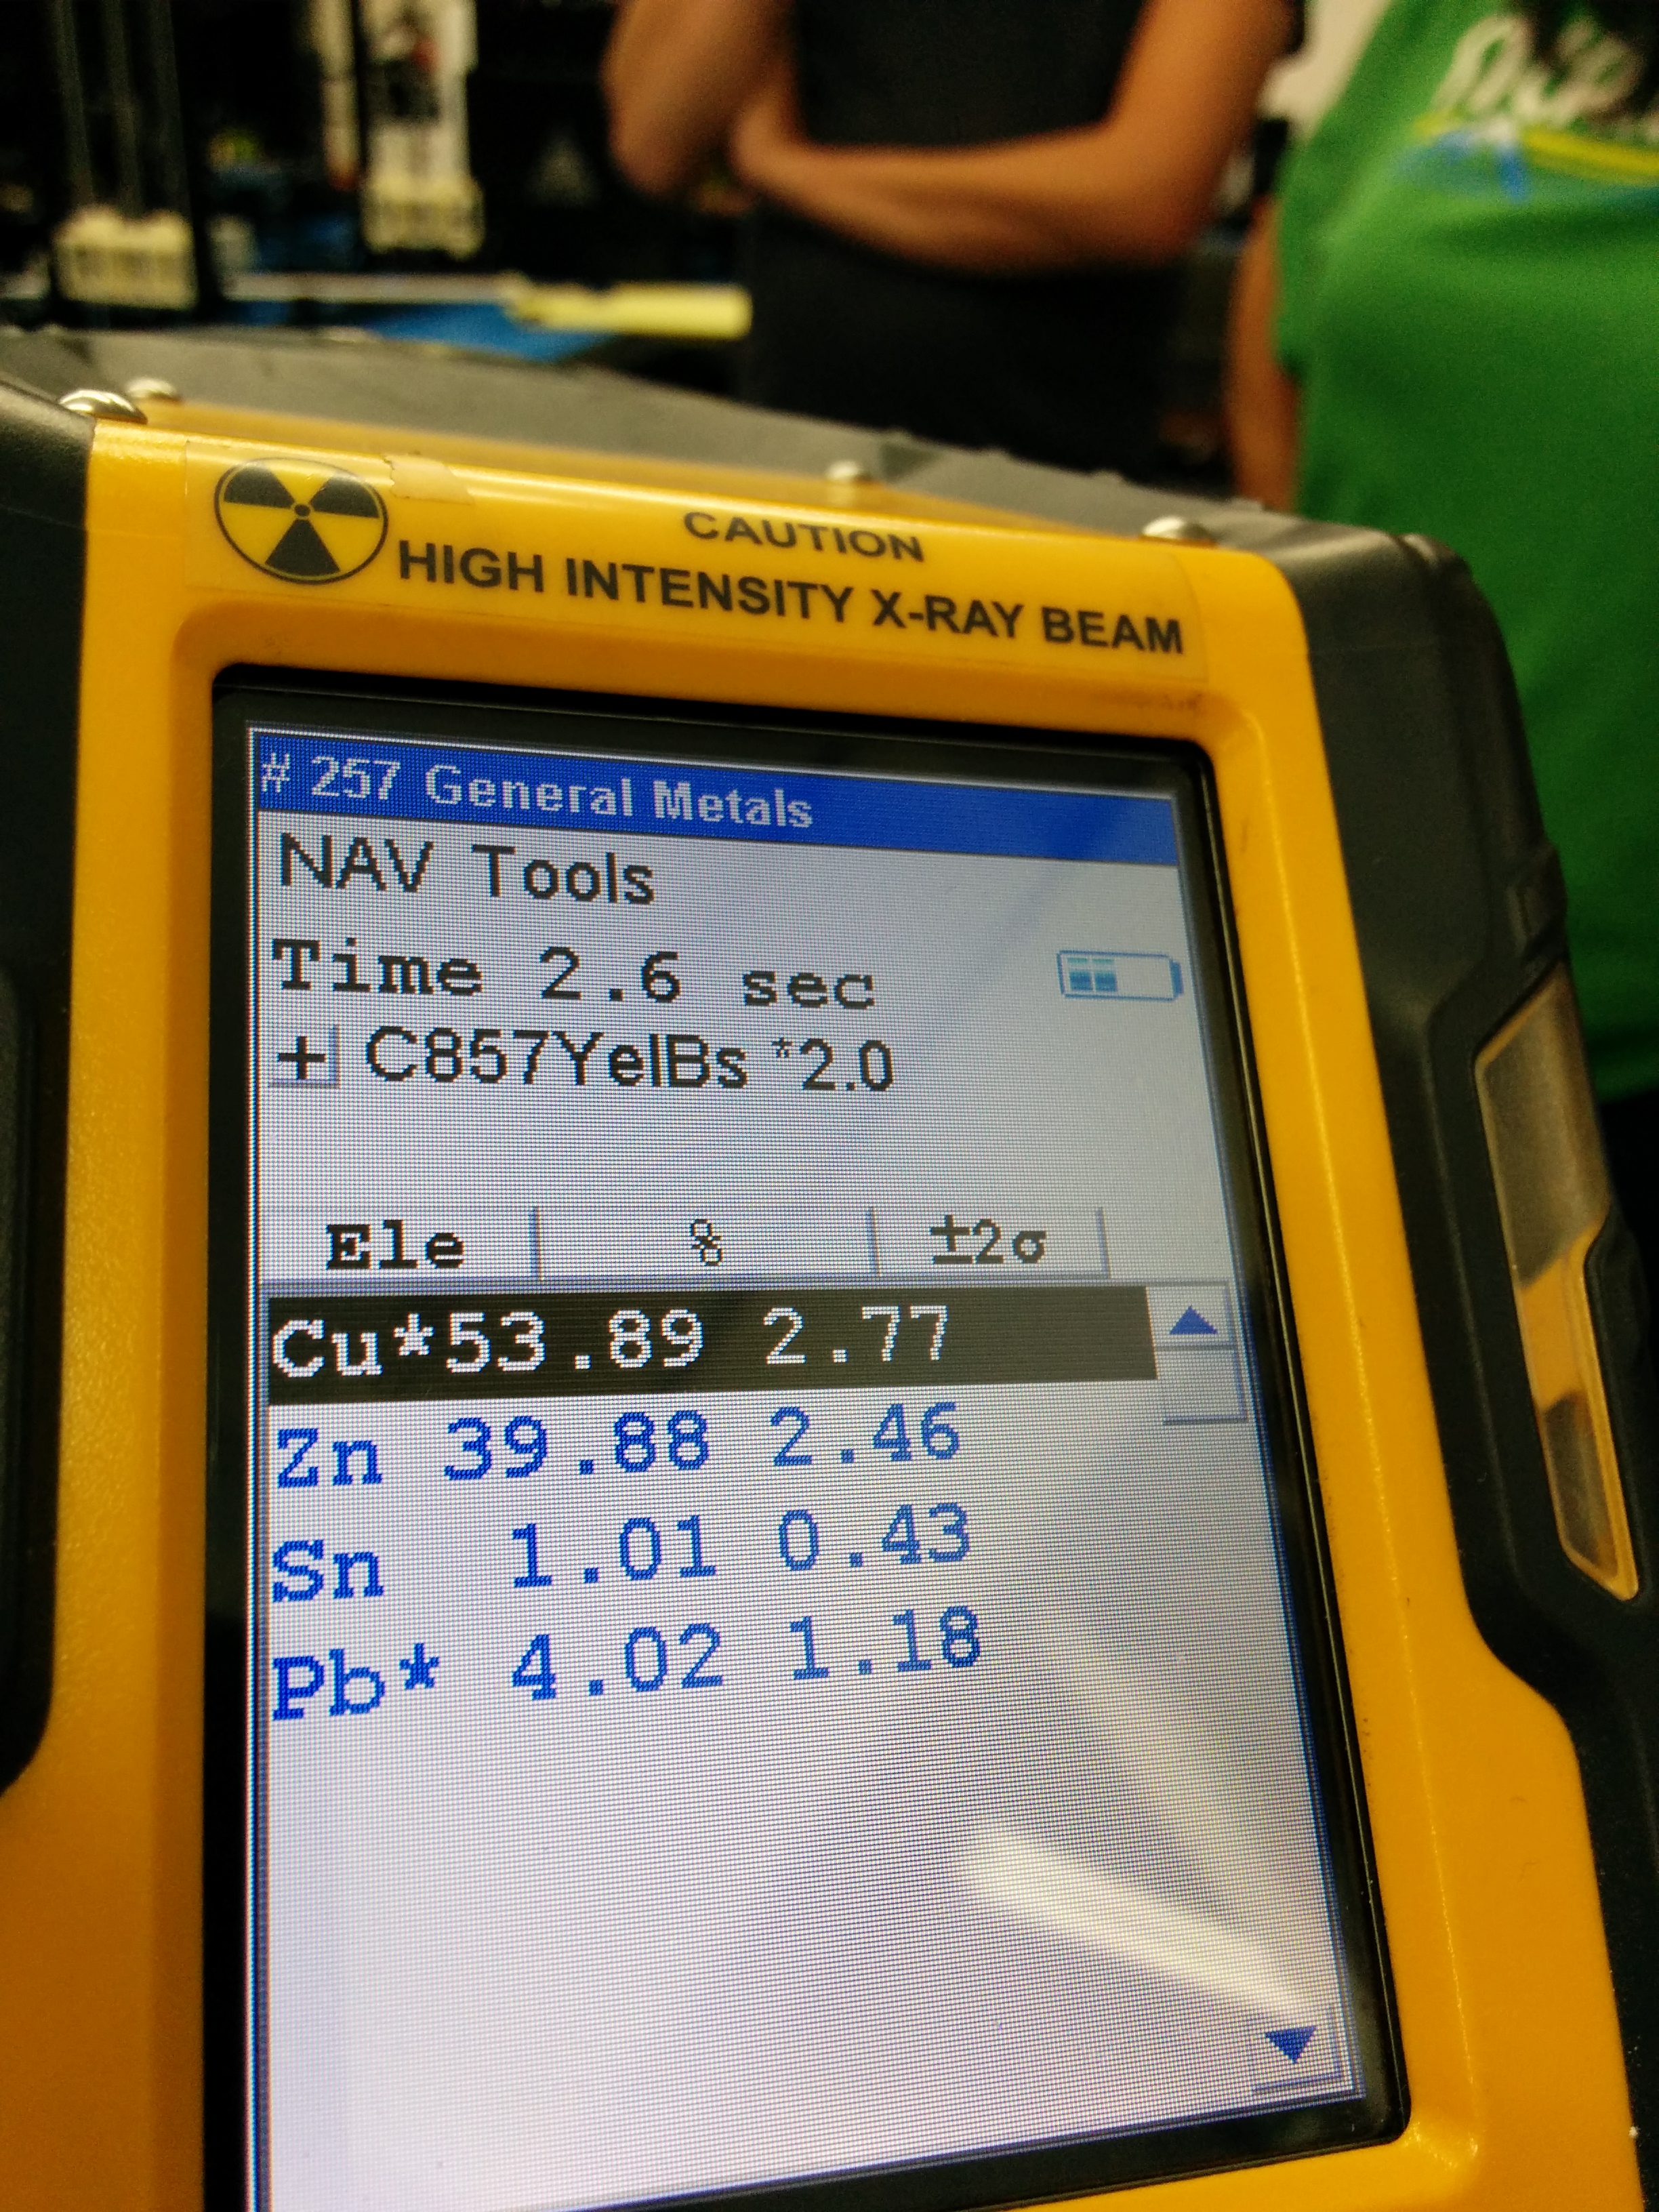 CAUTION
HIGH INTENSITY X-RAY BEAM
# 257 General Metals
NAV Tools
Time 2.6 sec
+ C857YelBs *2.0
Ele % ±2σ
Cu*53.89 2.77
Zn 39.88 2.46
Sn 1.01 0.43
Pb* 4.02 1.18